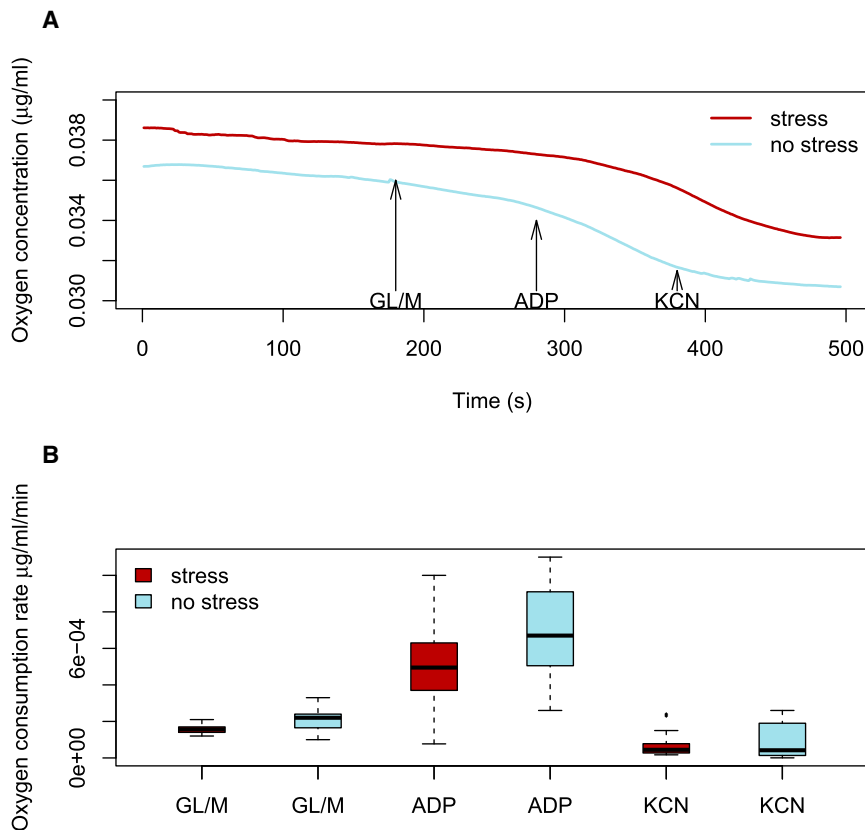 A
Oxygen concentration (μg/ml)
0.030
0.034
0.038
stress
no stress
GL/M
ADP
KCN
0
100
200
300
400
500
Time (s)
B
Oxygen consumption rate μg/ml/min
0e+00
6e−04
stress
no stress
GL/M
GL/M
ADP
ADP
KCN
KCN